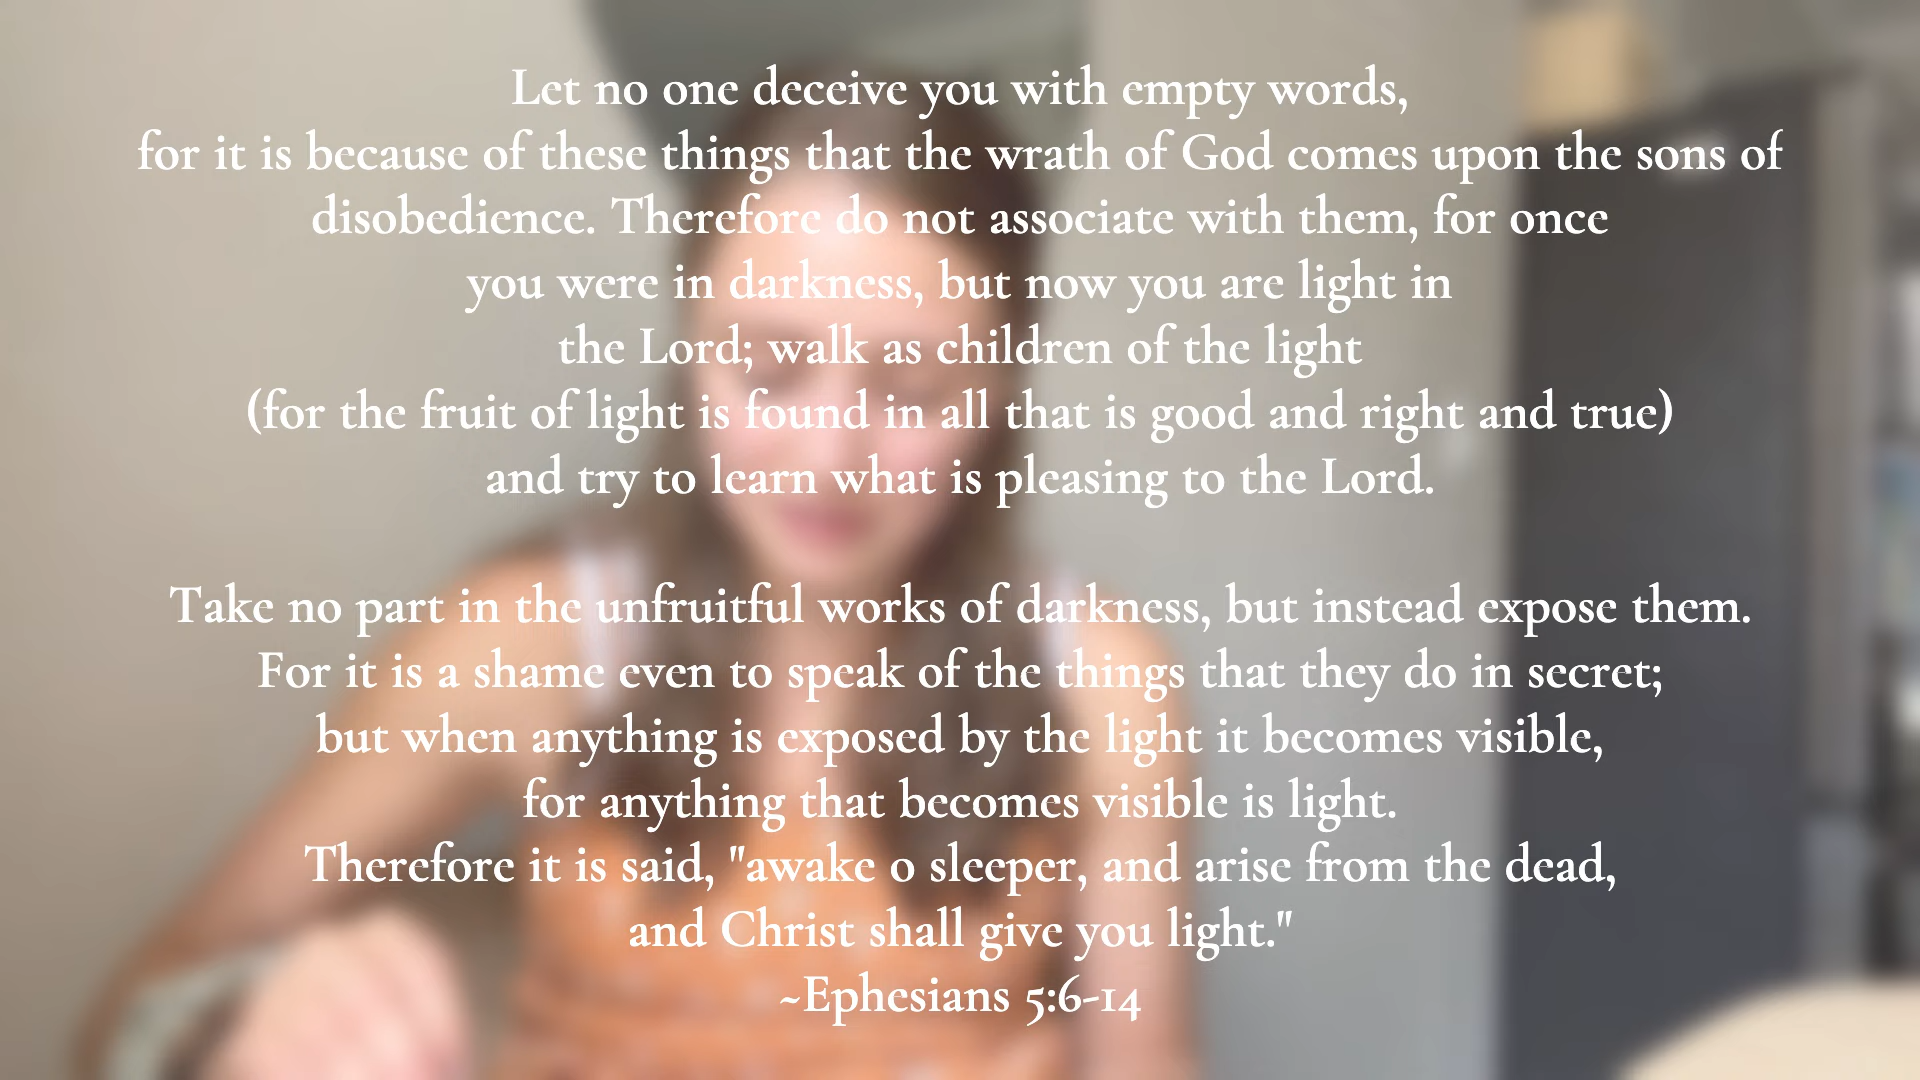 Let no one deceive you with empty words,
for it is because of these things that the wrath of God comes upon the sons of
disobedience. Therefore do not associate with them, for once
you were in darkness, but now you are light in
the Lord; walk as children of the light
(for the fruit of light is found in all that is good and right and true)
and try to learn what is pleasing to the Lord.
Take no part in the unfruitful works of darkness, but instead expose them.
For it is a shame even to speak of the things that they do in secret;
but when anything is exposed by the light it becomes visible,
for anything that becomes visible is light.
Therefore it is said, "awake o sleeper, and arise from the dead,
and Christ shall give you light."
~Ephesians 5:6-14